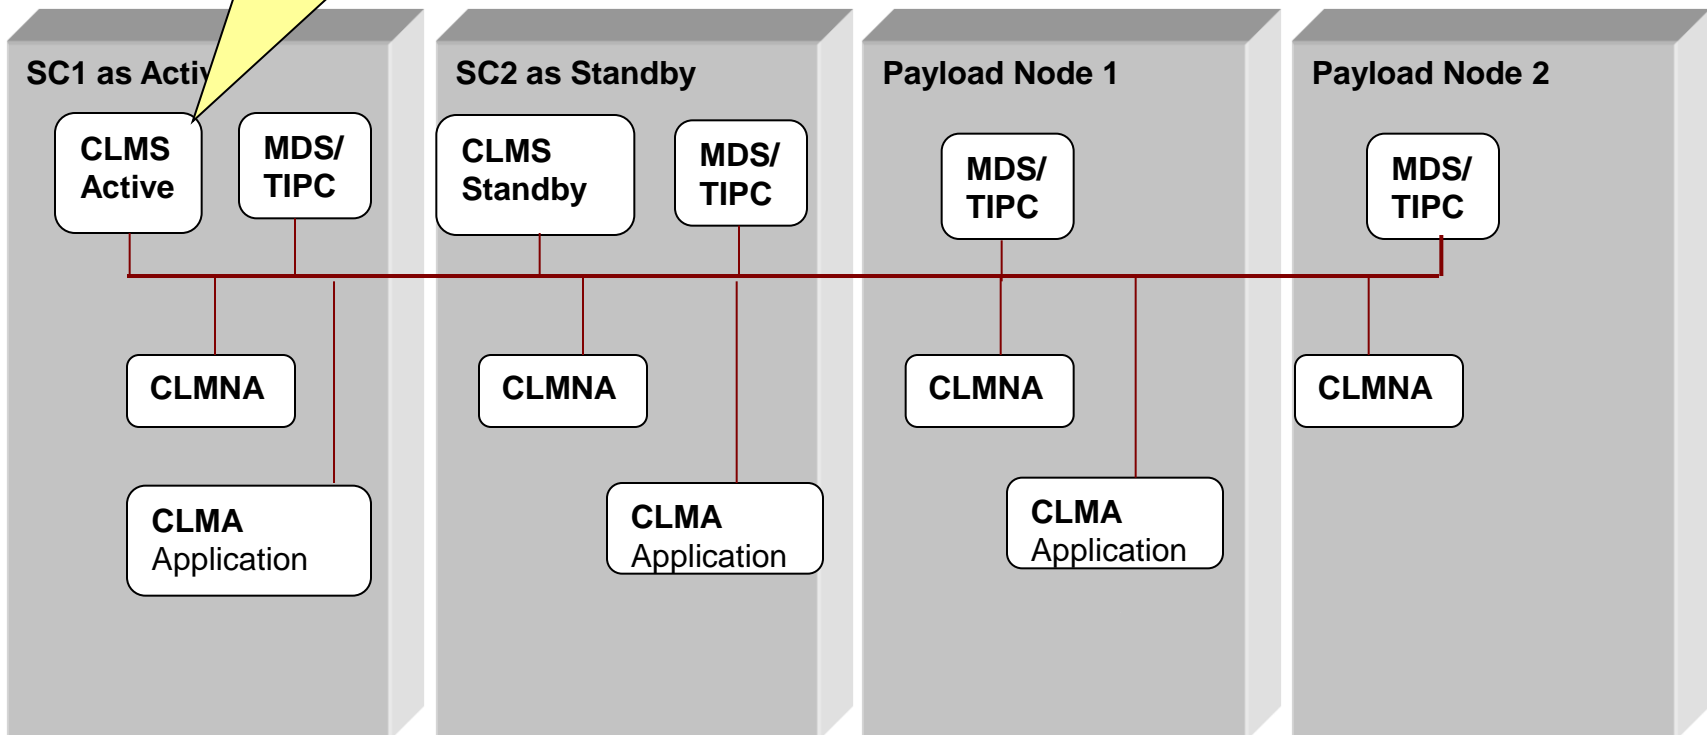 SC1 as Activ
SC2 as Standby
Payload Node 1
Payload Node 2
CLMS
Active
MDS/
TIPC
CLMS
Standby
MDS/
TIPC
MDS/
TIPC
MDS/
TIPC
CLMNA
CLMNA
CLMNA
CLMNA
CLMA
Application
CLMA
Application
CLMA
Application